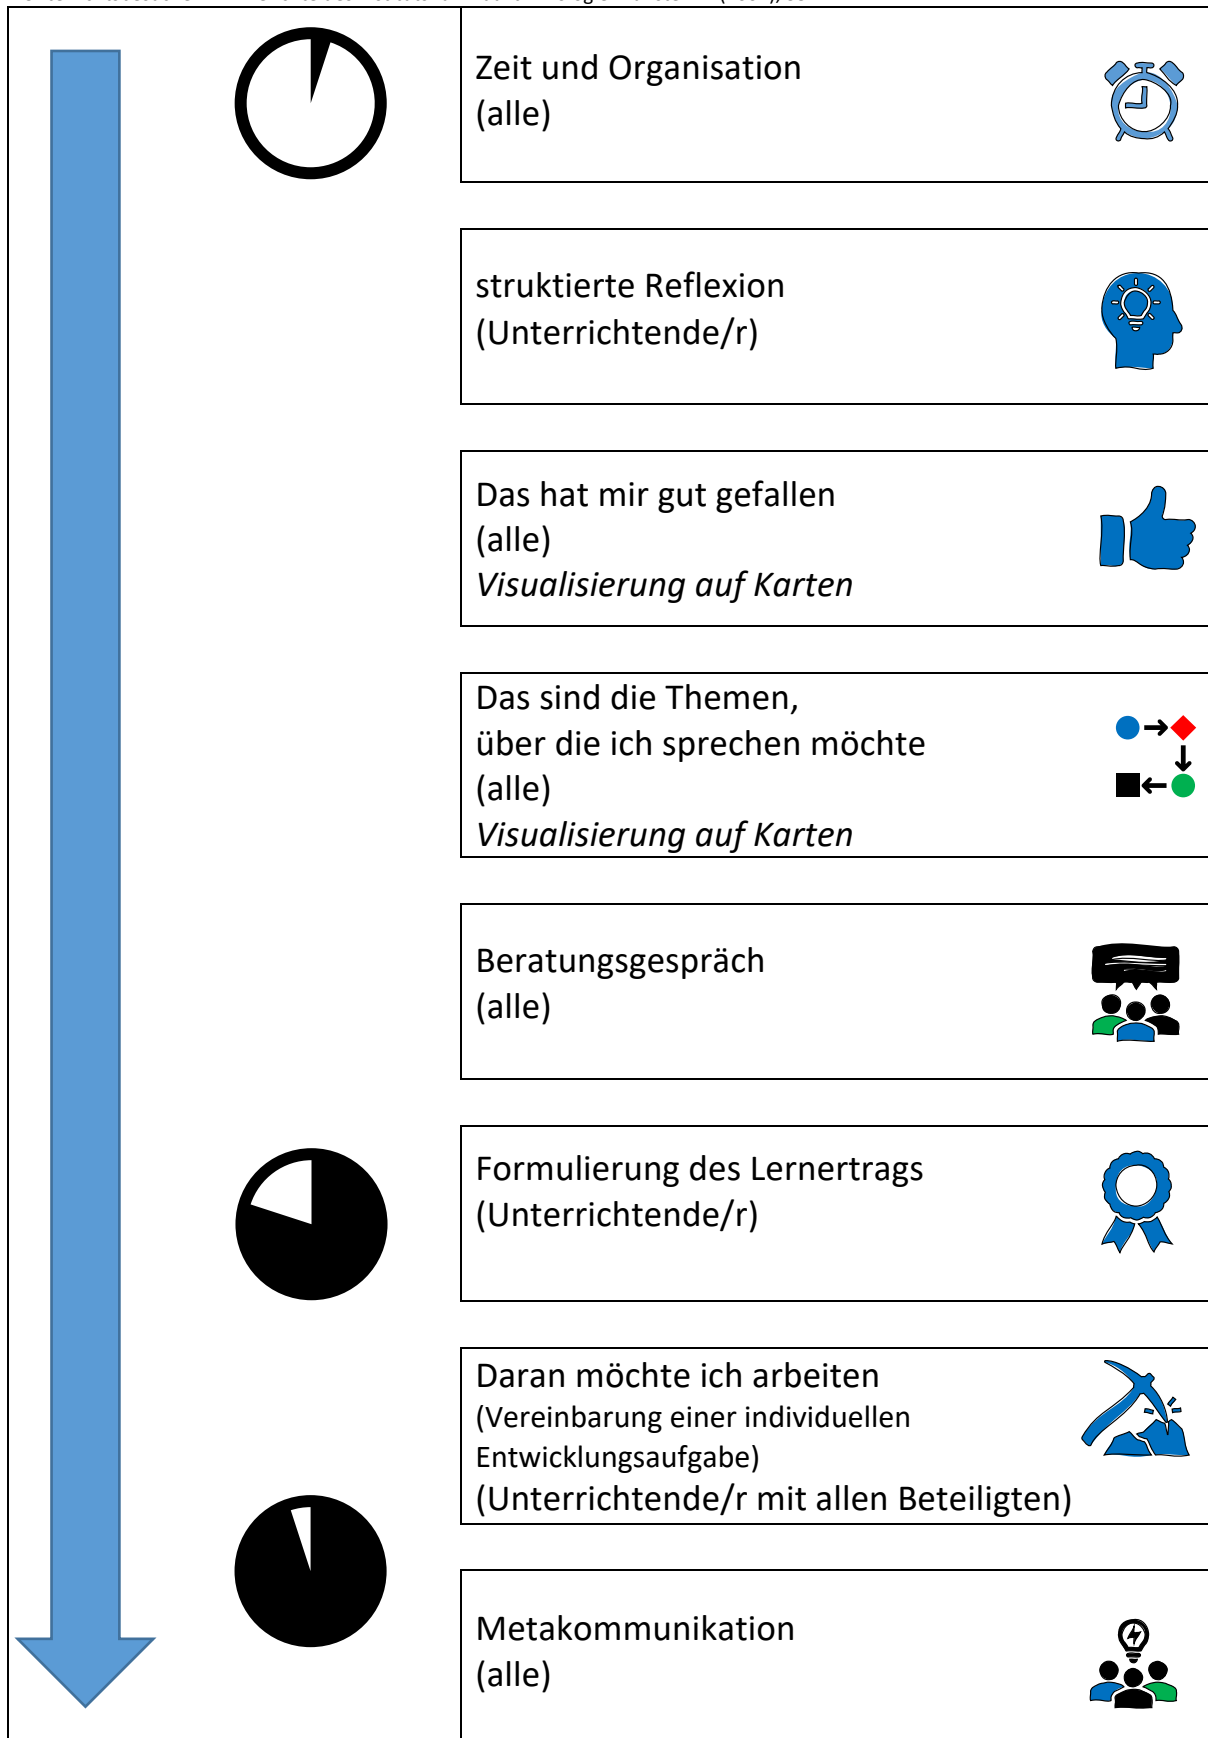 Zeit und Organisation
(alle)
struktierte Reflexion
(Unterrichtende/r)
Das hat mir gut gefallen
(alle)
Visualisierung auf Karten
Das sind die Themen,
über die ich sprechen möchte
(alle)
Visualisierung auf Karten
Beratungsgespräch
(alle)
Formulierung des Lernertrags
(Unterrichtende/r)
Daran möchte ich arbeiten
(Vereinbarung einer individuellen
Entwicklungsaufgabe)
(Unterrichtende/r mit allen Beteiligten)
Metakommunikation
(alle)